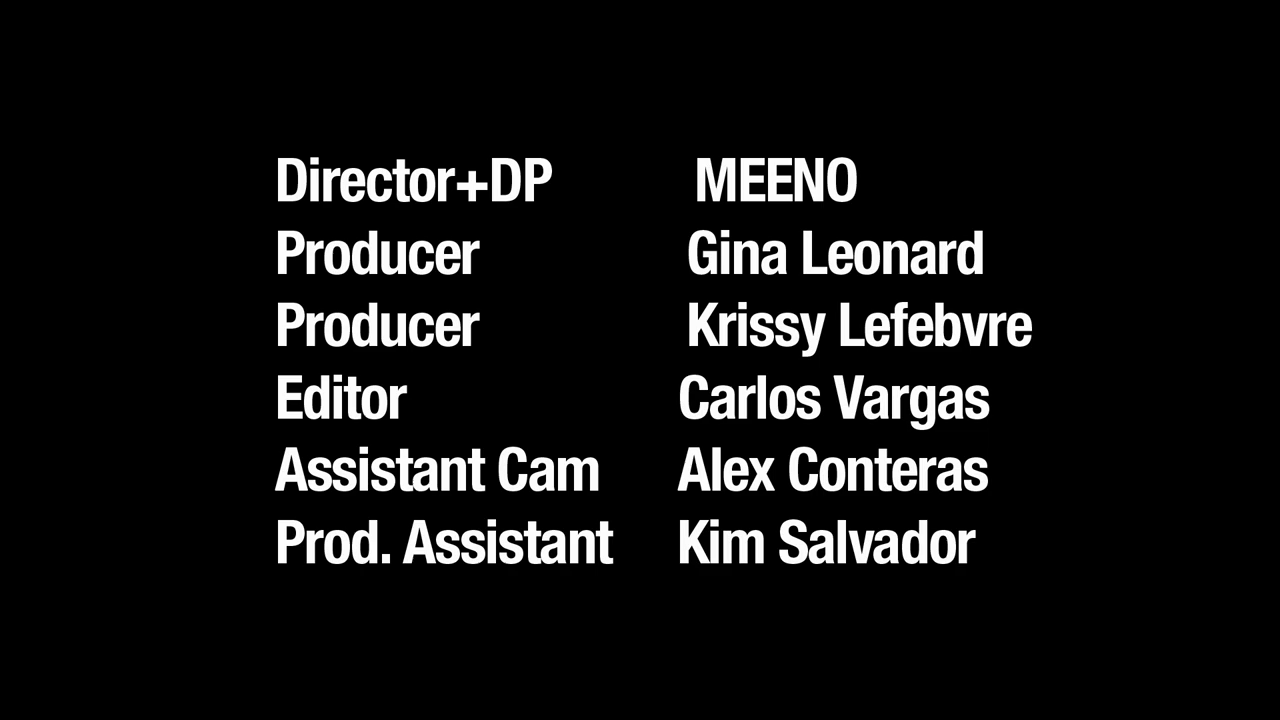 Director+DP MEENO
Producer Gina Leonard
Producer Krissy Lefebvre
Editor Carlos Vargas
Assistant Cam Alex Conteras
Prod. Assistant Kim Salvador